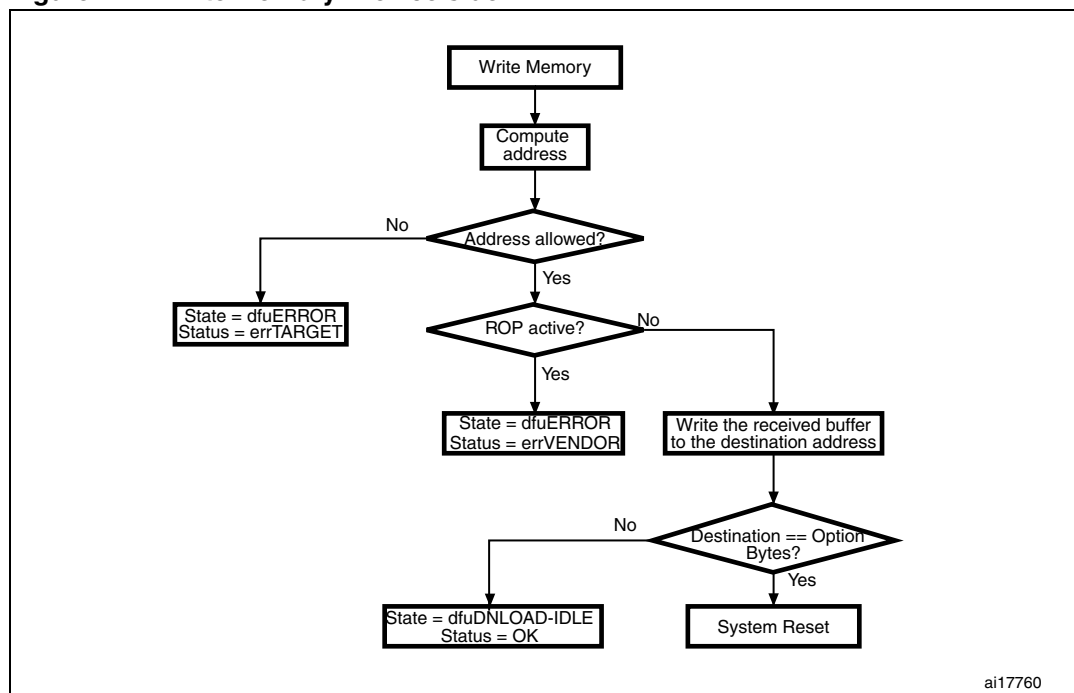 Write Memory
Compute
address
No
Address allowed?
Yes
State = dfuERROR
Status = errTARGET
ROP active?
No
Yes
State = dfuERROR
Status = errVENDOR
Write the received buffer
to the destination address
No
Destination == Option
Bytes?
Yes
State = dfuDNLOAD-IDLE
Status = OK
System Reset
ai17760